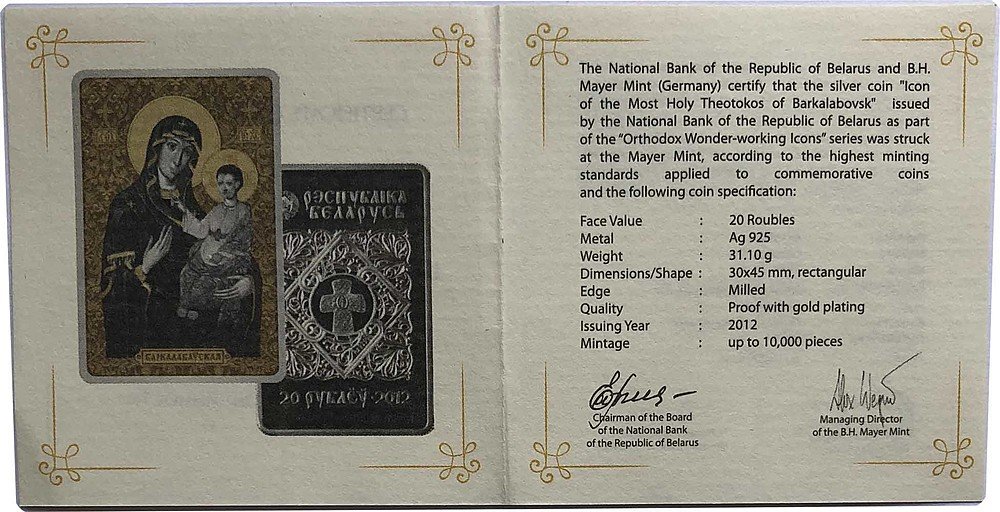 РЭСПУБЛІКА
БЕЛАРУСЬ
БАРКАЛАБАЎСКАЯ
20 РУБЛЁЎ·2012
The National Bank of the Republic of Belarus and B.H.
Mayer Mint (Germany) certify that the silver coin "Icon
of the Most Holy Theotokos of Barkalabovsk" issued
by the National Bank of the Republic of Belarus as part
of the "Orthodox Wonder-working Icons" series was struck
at the Mayer Mint, according to the highest minting
standards applied to commemorative coins
and the following coin specification:
Face Value : 20 Roubles
Metal : Ag 925
Weight : 31.10 g
Dimensions/Shape : 30x45 mm, rectangular
Edge : Milled
Quality : Proof with gold plating
Issuing Year : 2012
Mintage : up to 10,000 pieces
Chairman of the Board
of the National Bank
of the Republic of Belarus
Managing Director
of the B.H. Mayer Mint